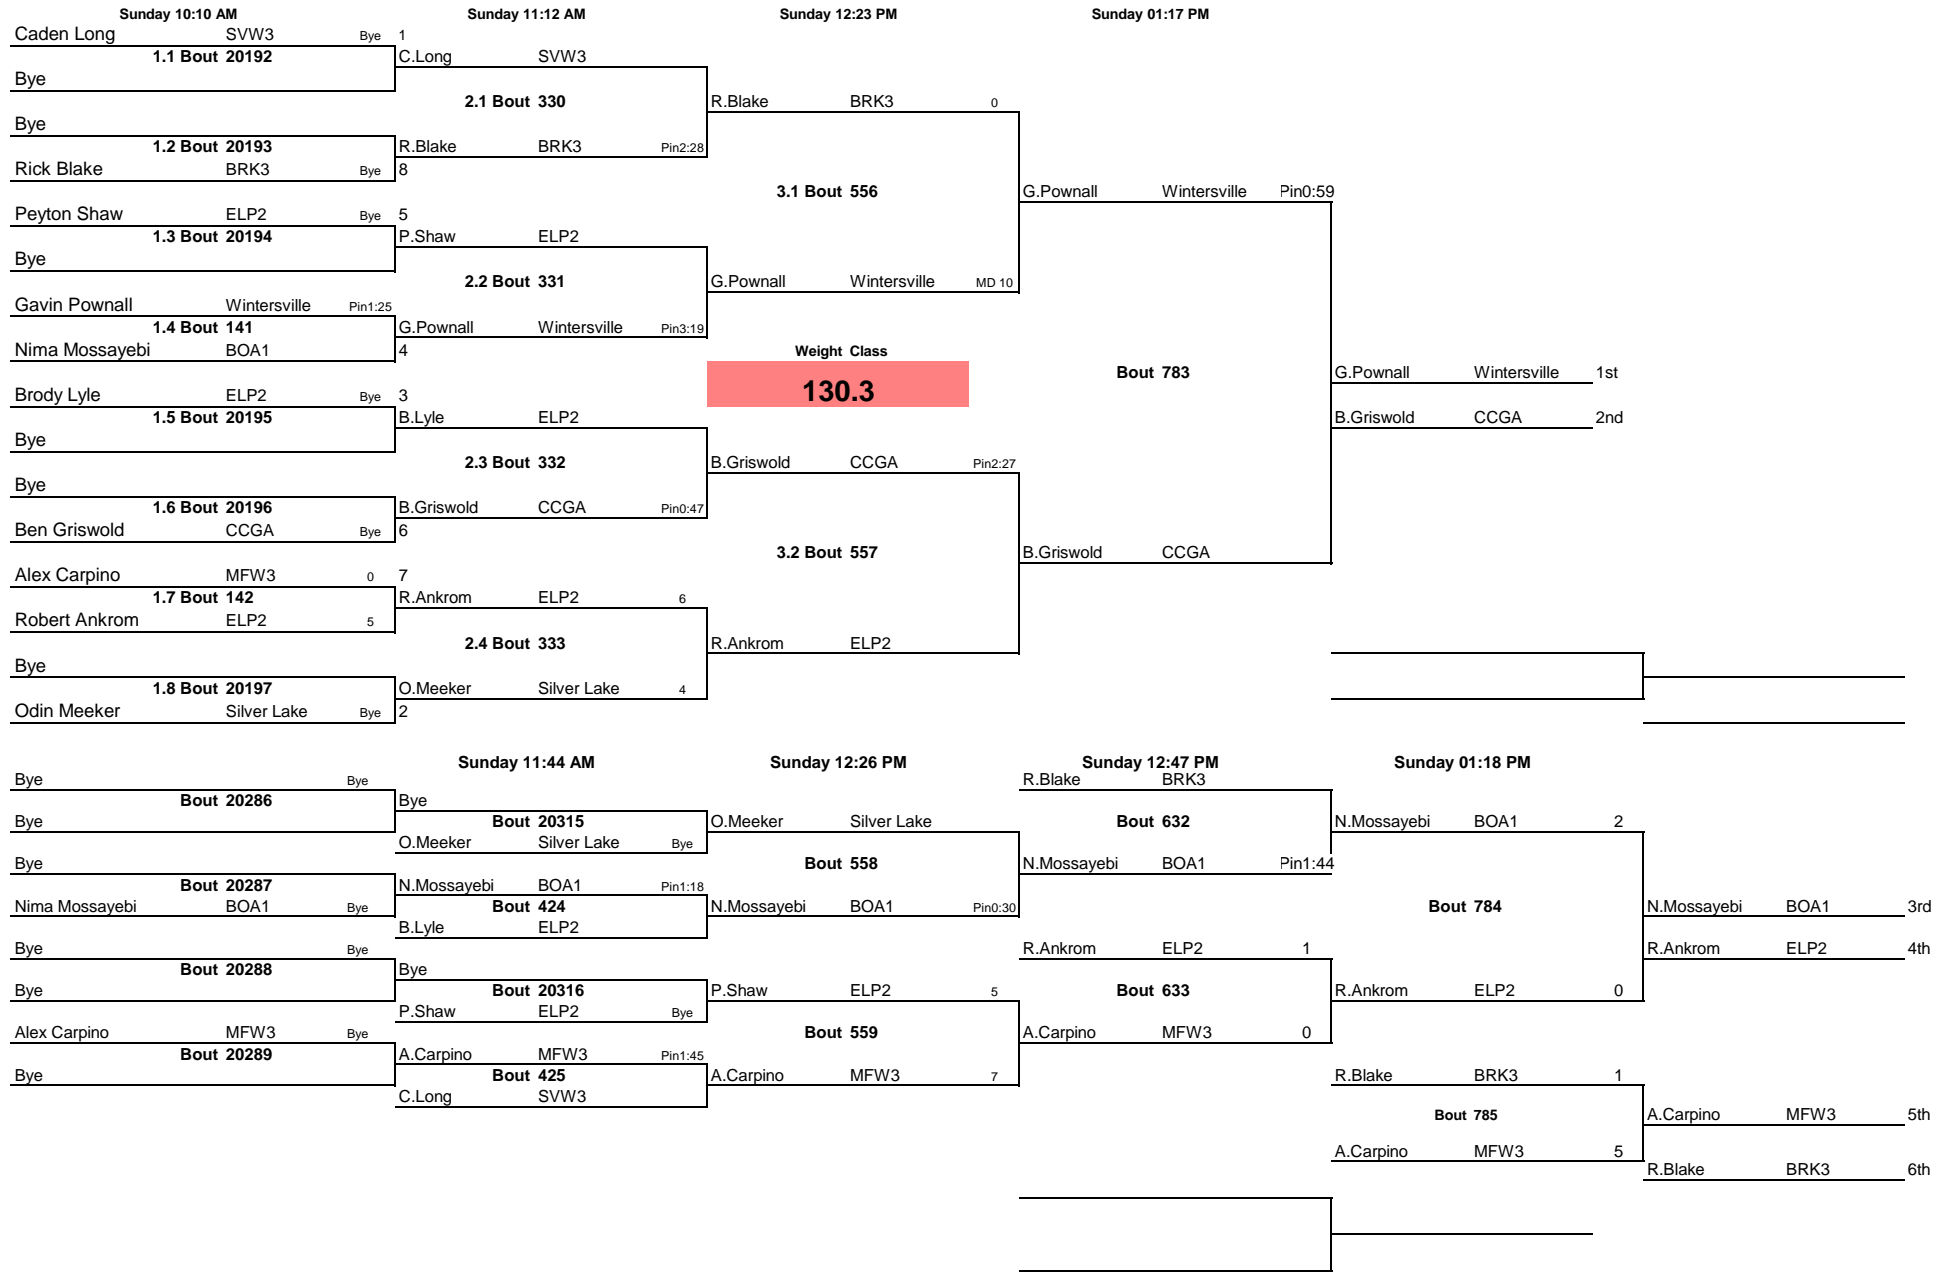 Sunday 10:10 AM Sunday 11:12 AM Sunday 12:23 PM Sunday 01:17 PM
Caden Long SVW3 Bye 1
1.1 Bout 20192 C.Long SVW3
Bye
2.1 Bout 330 R.Blake BRK3 0
Bye
1.2 Bout 20193 R.Blake BRK3 Pin2:28
Rick Blake BRK3 Bye 8
3.1 Bout 556 G.Pownall Wintersville Pin0:59
Peyton Shaw ELP2 Bye 5
1.3 Bout 20194 P.Shaw ELP2
Bye
2.2 Bout 331 G.Pownall Wintersville MD 10
Gavin Pownall Wintersville Pin1:25
1.4 Bout 141 G.Pownall Wintersville Pin3:19
Nima Mossayebi BOA1 4 Weight Class
Bout 783 G.Pownall Wintersville 1st
Brody Lyle ELP2 Bye 3 130.3
1.5 Bout 20195 B.Lyle ELP2 B.Griswold CCGA 2nd
Bye
2.3 Bout 332 B.Griswold CCGA Pin2:27
Bye
1.6 Bout 20196 B.Griswold CCGA Pin0:47
Ben Griswold CCGA Bye 6
3.2 Bout 557 B.Griswold CCGA
Alex Carpino MFW3 0 7
1.7 Bout 142 R.Ankrom ELP2 6
Robert Ankrom ELP2 5
2.4 Bout 333 R.Ankrom ELP2
Bye
1.8 Bout 20197 O.Meeker Silver Lake 4
Odin Meeker Silver Lake Bye 2
Sunday 11:44 AM Sunday 12:26 PM Sunday 12:47 PM Sunday 01:18 PM
Bye Bye R.Blake BRK3
Bout 20286 Bye
Bye Bout 20315 O.Meeker Silver Lake Bout 632 N.Mossayebi BOA1 2
O.Meeker Silver Lake Bye
Bye Bout 558 N.Mossayebi BOA1 Pin1:44
Bout 20287 N.Mossayebi BOA1 Pin1:18
Nima Mossayebi BOA1 Bye Bout 424 N.Mossayebi BOA1 Pin0:30 Bout 784 N.Mossayebi BOA1 3rd
B.Lyle ELP2
Bye Bye R.Ankrom ELP2 1 R.Ankrom ELP2 4th
Bout 20288 Bye
Bye Bout 20316 P.Shaw ELP2 5 Bout 633 R.Ankrom ELP2 0
P.Shaw ELP2 Bye
Alex Carpino MFW3 Bye Bout 559 A.Carpino MFW3 0
Bout 20289 A.Carpino MFW3 Pin1:45
Bye Bout 425 A.Carpino MFW3 7 R.Blake BRK3 1
C.Long SVW3
Bout 785 A.Carpino MFW3 5th
A.Carpino MFW3 5
R.Blake BRK3 6th